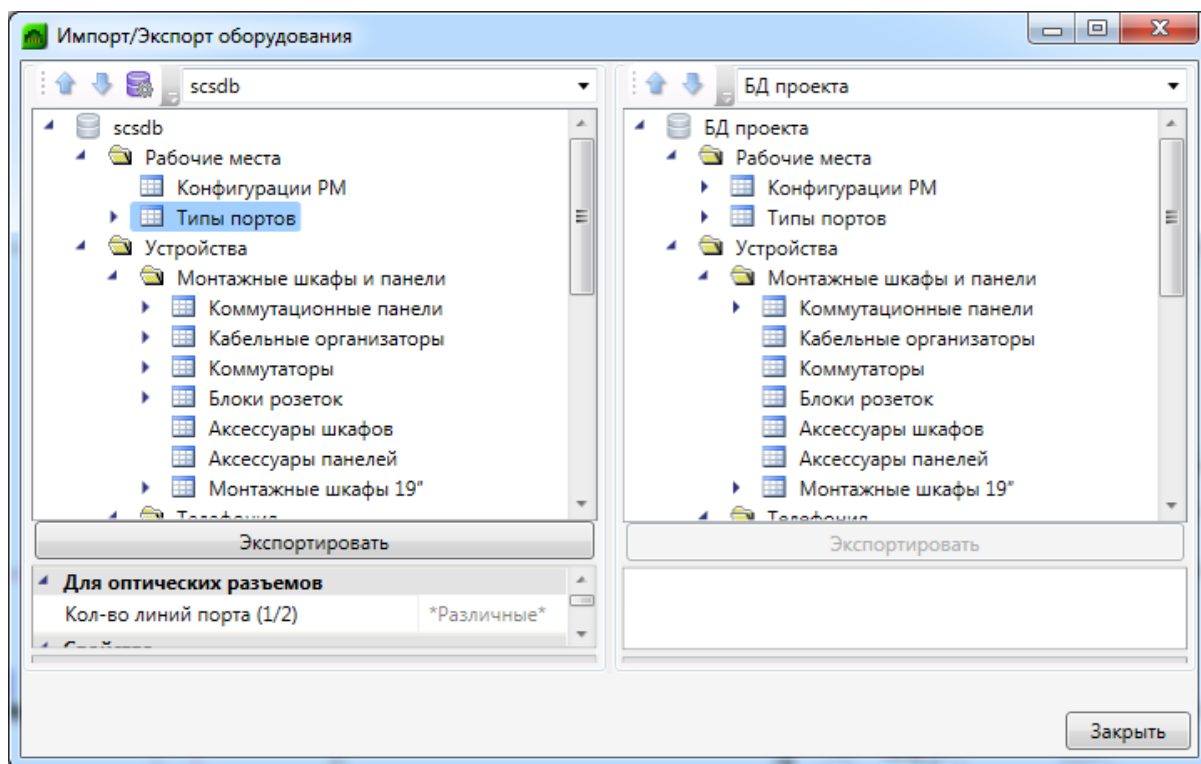 Импорт/Экспорт оборудования
scsdb
scsdb
Рабочие места
Конфигурации РМ
Типы портов
Устройства
Монтажные шкафы и панели
Коммутационные панели
Кабельные организаторы
Коммутаторы
Блоки розеток
Аксессуары шкафов
Аксессуары панелей
Монтажные шкафы 19"
Телефония
Экспортировать
Для оптических разъемов
Кол-во линий порта (1/2) *Различные*
Свойства
БД проекта
БД проекта
Рабочие места
Конфигурации РМ
Типы портов
Устройства
Монтажные шкафы и панели
Коммутационные панели
Кабельные организаторы
Коммутаторы
Блоки розеток
Аксессуары шкафов
Аксессуары панелей
Монтажные шкафы 19"
Телефония
Экспортировать
Закрыть